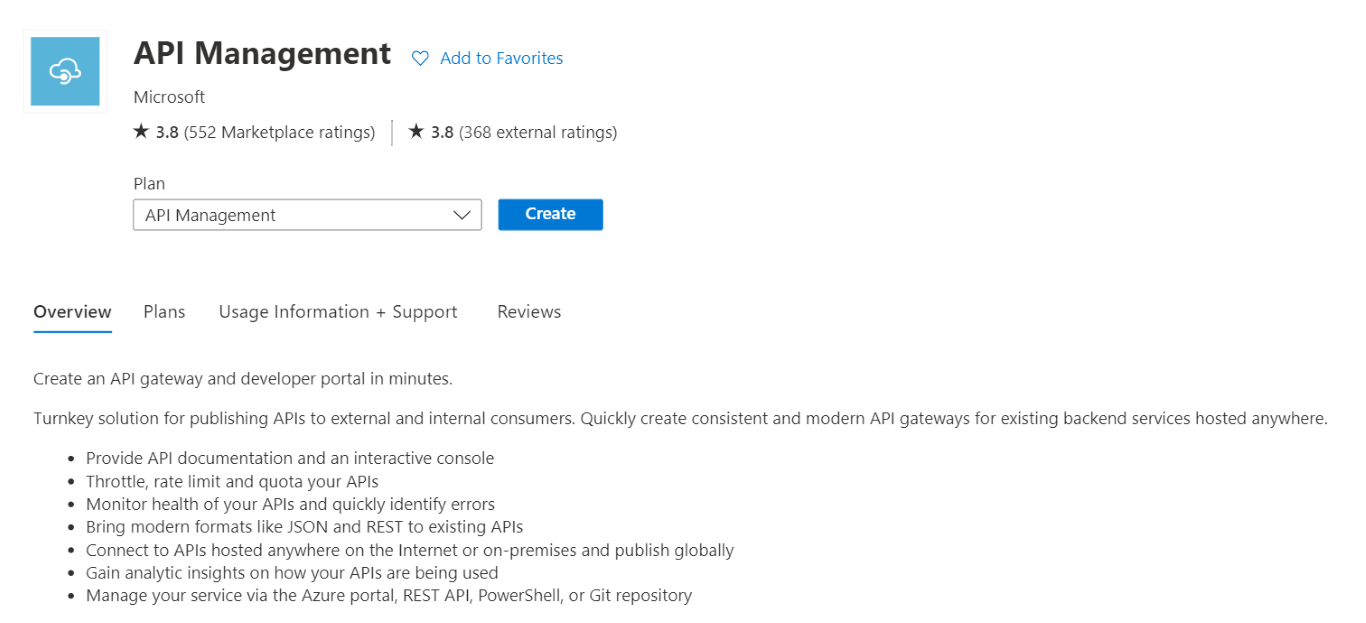 API Management
Add to Favorites
Microsoft
★ 3.8 (552 Marketplace ratings) | ★ 3.8 (368 external ratings)
Plan
API Management
Create
Overview
Plans
Usage Information + Support
Reviews
Create an API gateway and developer portal in minutes.
Turnkey solution for publishing APIs to external and internal consumers. Quickly create consistent and modern API gateways for existing backend services hosted anywhere.
• Provide API documentation and an interactive console
• Throttle, rate limit and quota your APIs
• Monitor health of your APIs and quickly identify errors
• Bring modern formats like JSON and REST to existing APIs
• Connect to APIs hosted anywhere on the Internet or on-premises and publish globally
• Gain analytic insights on how your APIs are being used
• Manage your service via the Azure portal, REST API, PowerShell, or Git repository